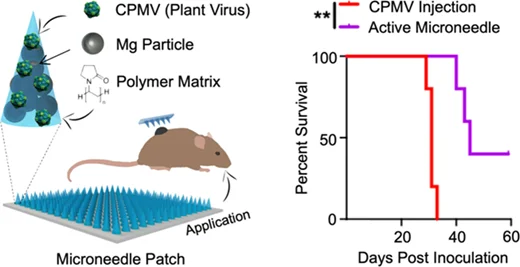 CPMV (Plant Virus)
Mg Particle
Polymer Matrix
N
O
H
H
n
Application
Microneedle Patch
**
CPMV Injection
Active Microneedle
Percent Survival
100
50
0
20
40
60
Days Post Inoculation